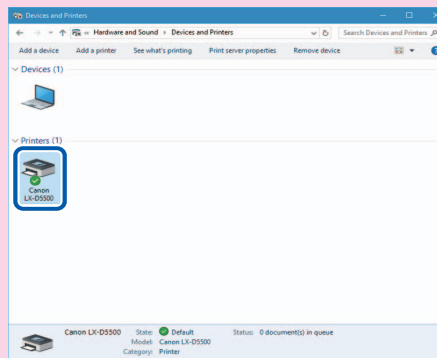 Devices and Printers
« Hardware and Sound › Devices and Printers
Search Devices and Printers
Add a device Add a printer See what's printing Print server properties Remove device
Devices (1)
Printers (1)
Canon
LX-D5500
Canon LX-D5500 State: Default Status: 0 document(s) in queue
Model: Canon LX-D5500
Category: Printer